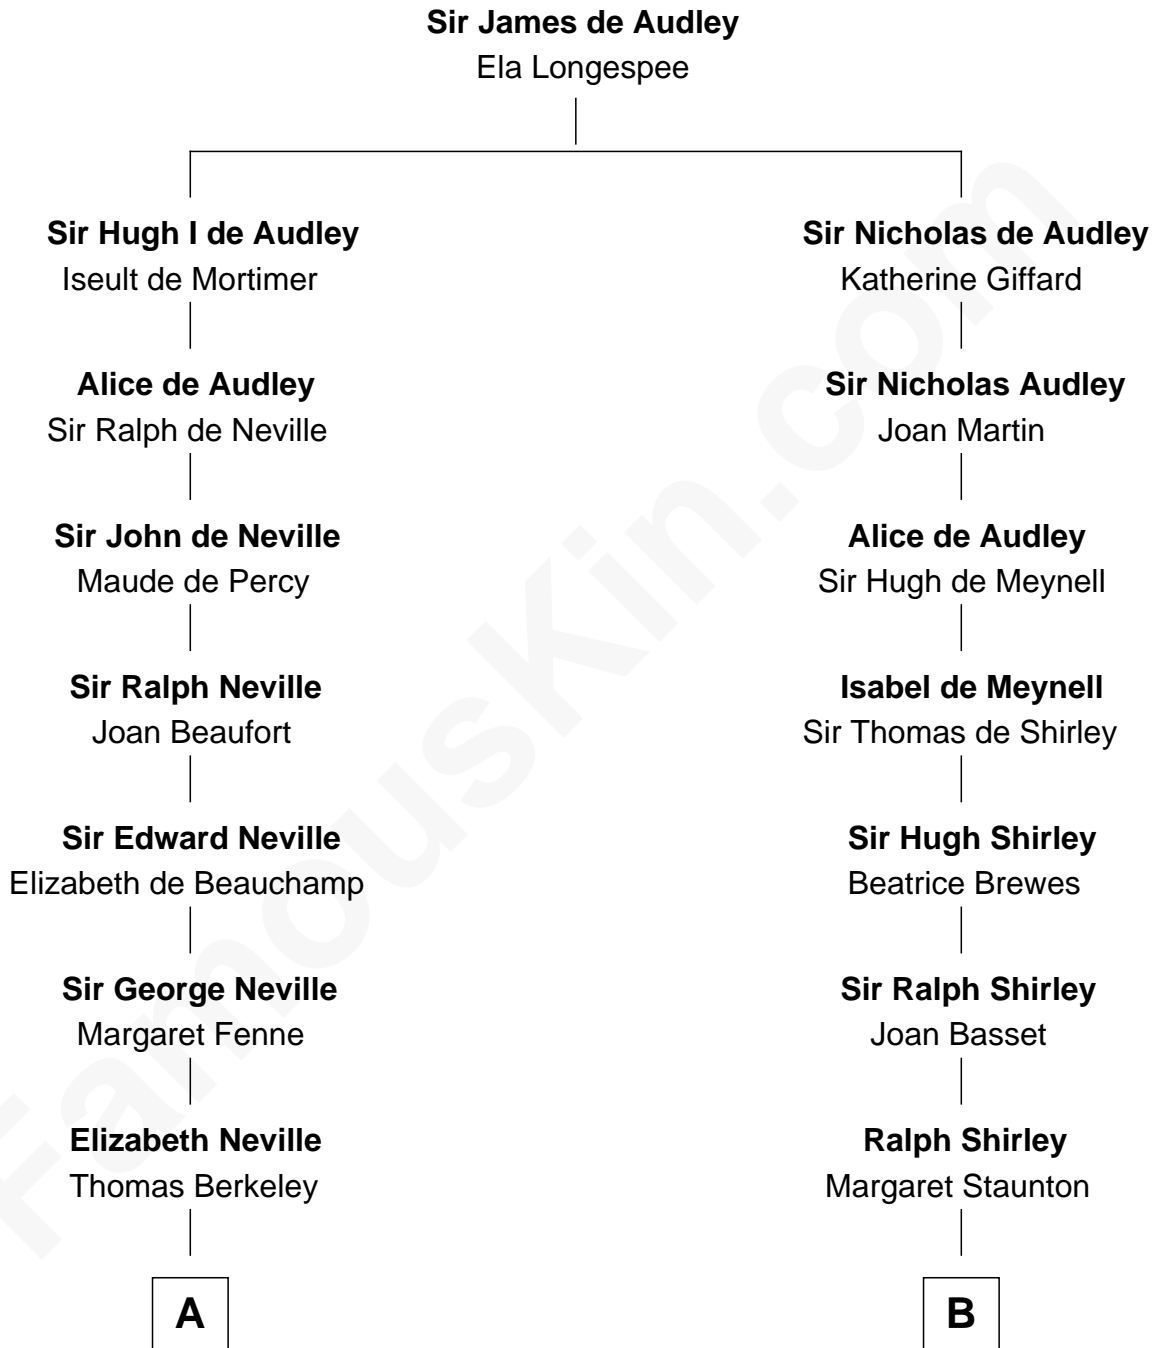 Sir James de Audley
Ela Longespee
Sir Hugh I de Audley
Iseult de Mortimer
Sir Nicholas de Audley
Katherine Giffard
Alice de Audley
Sir Ralph de Neville
Sir Nicholas Audley
Joan Martin
Sir John de Neville
Maude de Percy
Alice de Audley
Sir Hugh de Meynell
Sir Ralph Neville
Joan Beaufort
Isabel de Meynell
Sir Thomas de Shirley
Sir Edward Neville
Elizabeth de Beauchamp
Sir Hugh Shirley
Beatrice Brewes
Sir George Neville
Margaret Fenne
Sir Ralph Shirley
Joan Basset
Elizabeth Neville
Thomas Berkeley
Ralph Shirley
Margaret Staunton
A
B
FamousKin.com